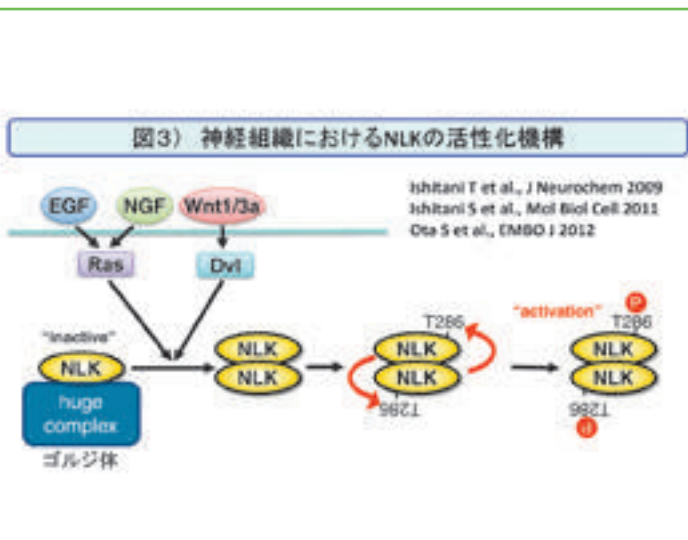 図3） 神経組織におけるNLKの活性化機構
Ishitani T et al., J Neurochem 2009
Ishitani S et al., Mol Biol Cell 2011
Ota S et al., EMBO J 2012
EGF
NGF
Wnt1/3a
Ras
Dvl
"inactive"
NLK
huge
complex
ゴルジ体
NLK
NLK
T286
NLK
NLK
T286
"activation"
P
T286
NLK
NLK
T286
P